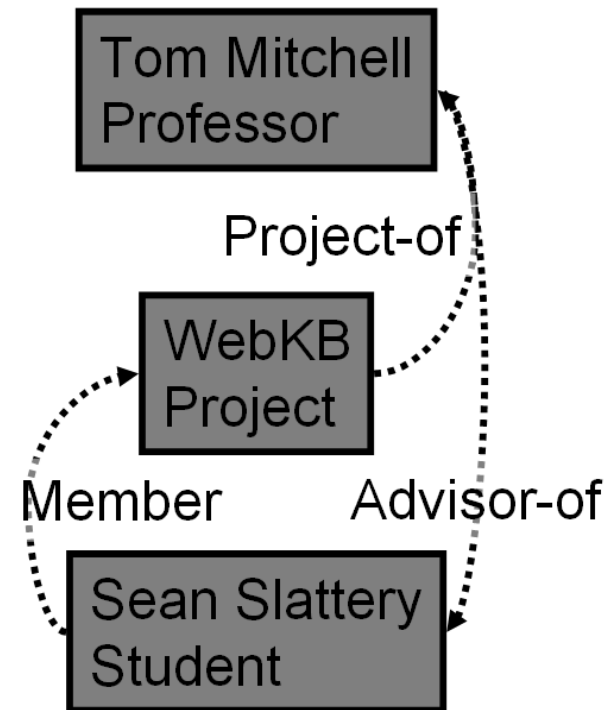 Tom Mitchell
Professor
Project-of
WebKB
Project
Member
Advisor-of
Sean Slattery
Student